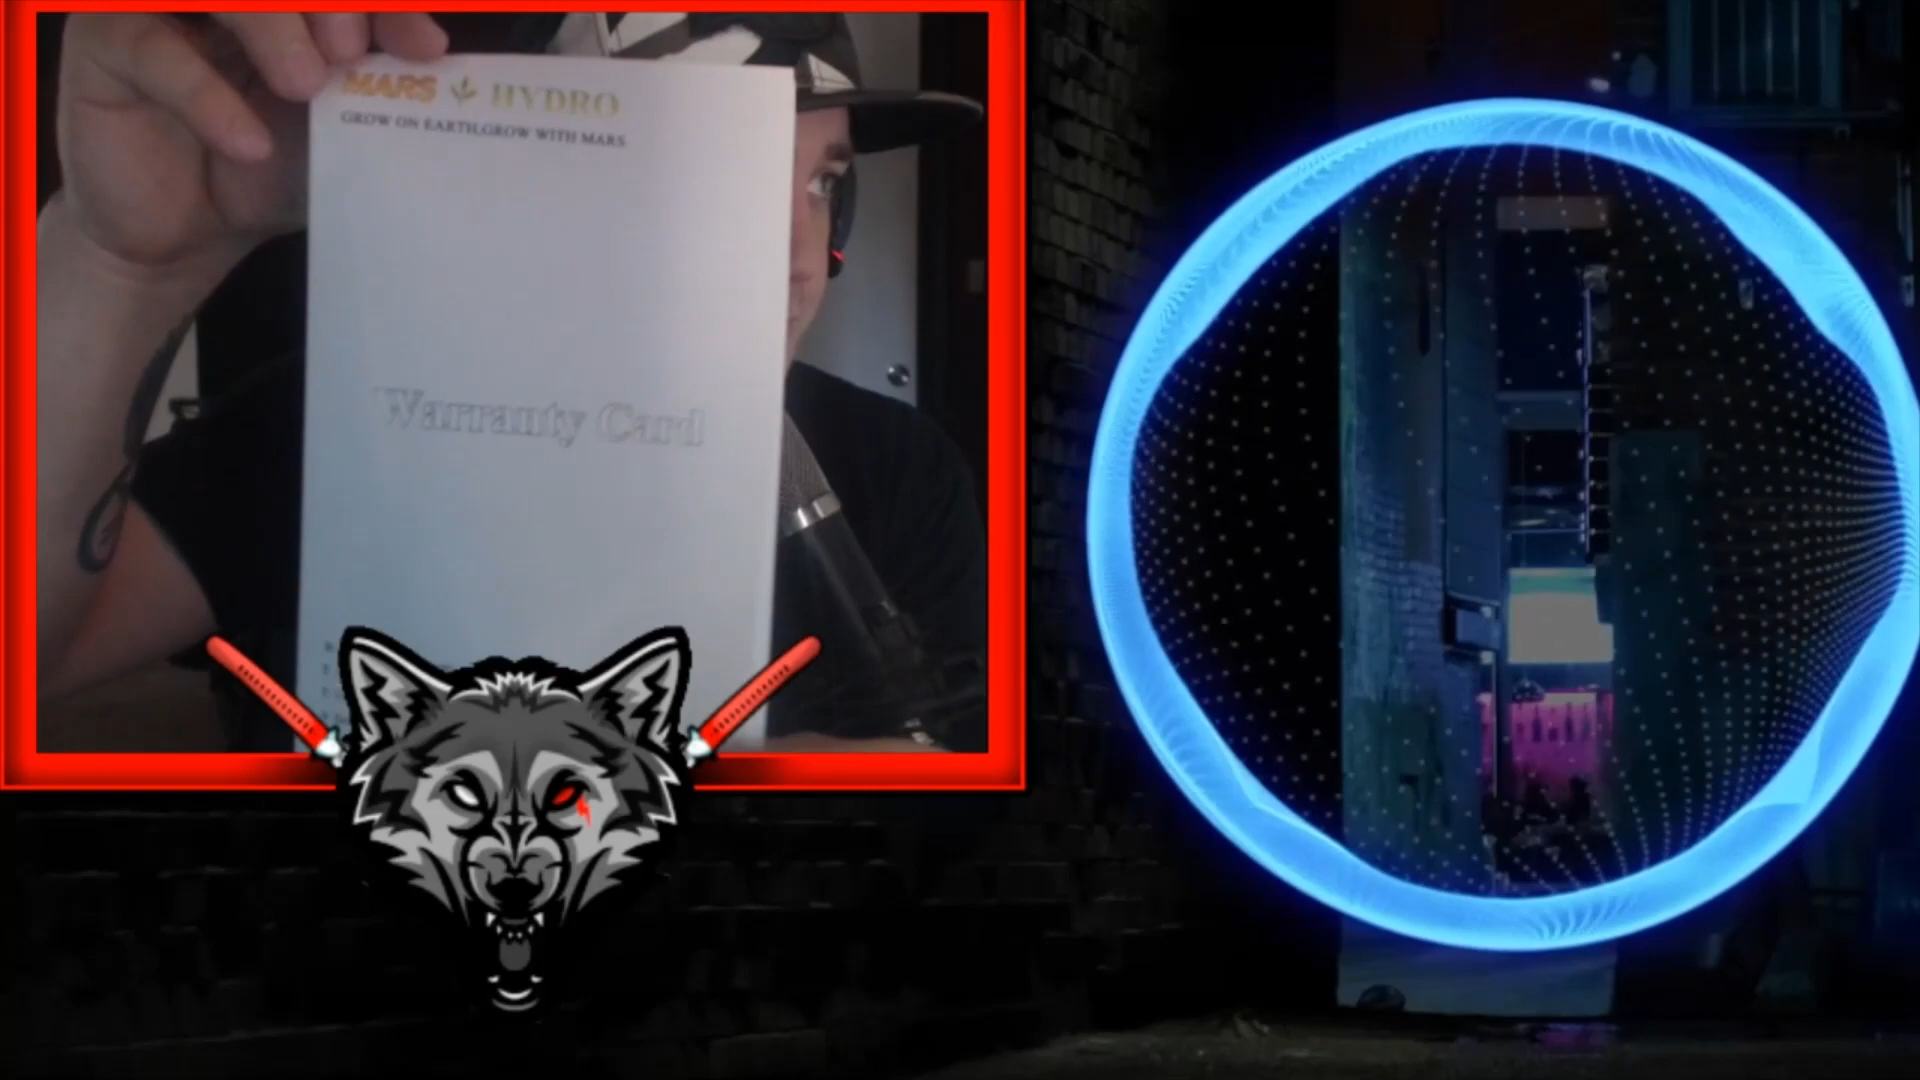 MARS HYDRO
GROW ON EARTH,GROW WITH MARS
Warranty Card